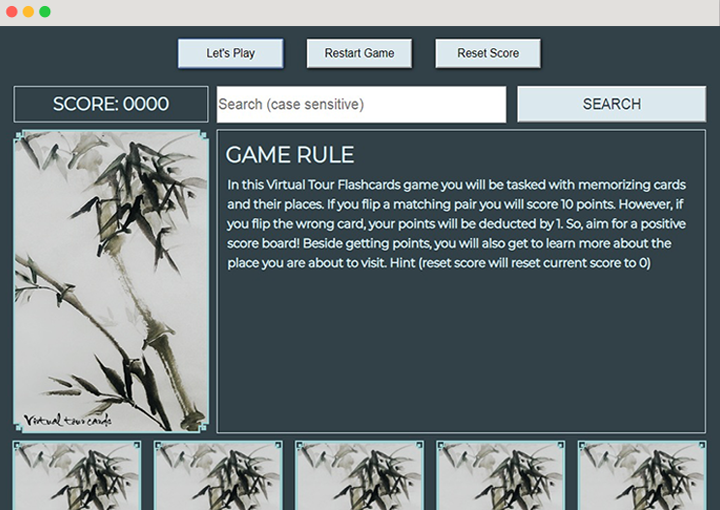 Let's Play
Restart Game
Reset Score
SCORE: 0000
Search (case sensitive)
SEARCH
GAME RULE
In this Virtual Tour Flashcards game you will be tasked with memorizing cards
and their places. If you flip a matching pair you will score 10 points. However, if
you flip the wrong card, your points will be deducted by 1. So, aim for a positive
score board! Beside getting points, you will also get to learn more about the
place you are about to visit. Hint (reset score will reset current score to 0)
Virtual tour cards